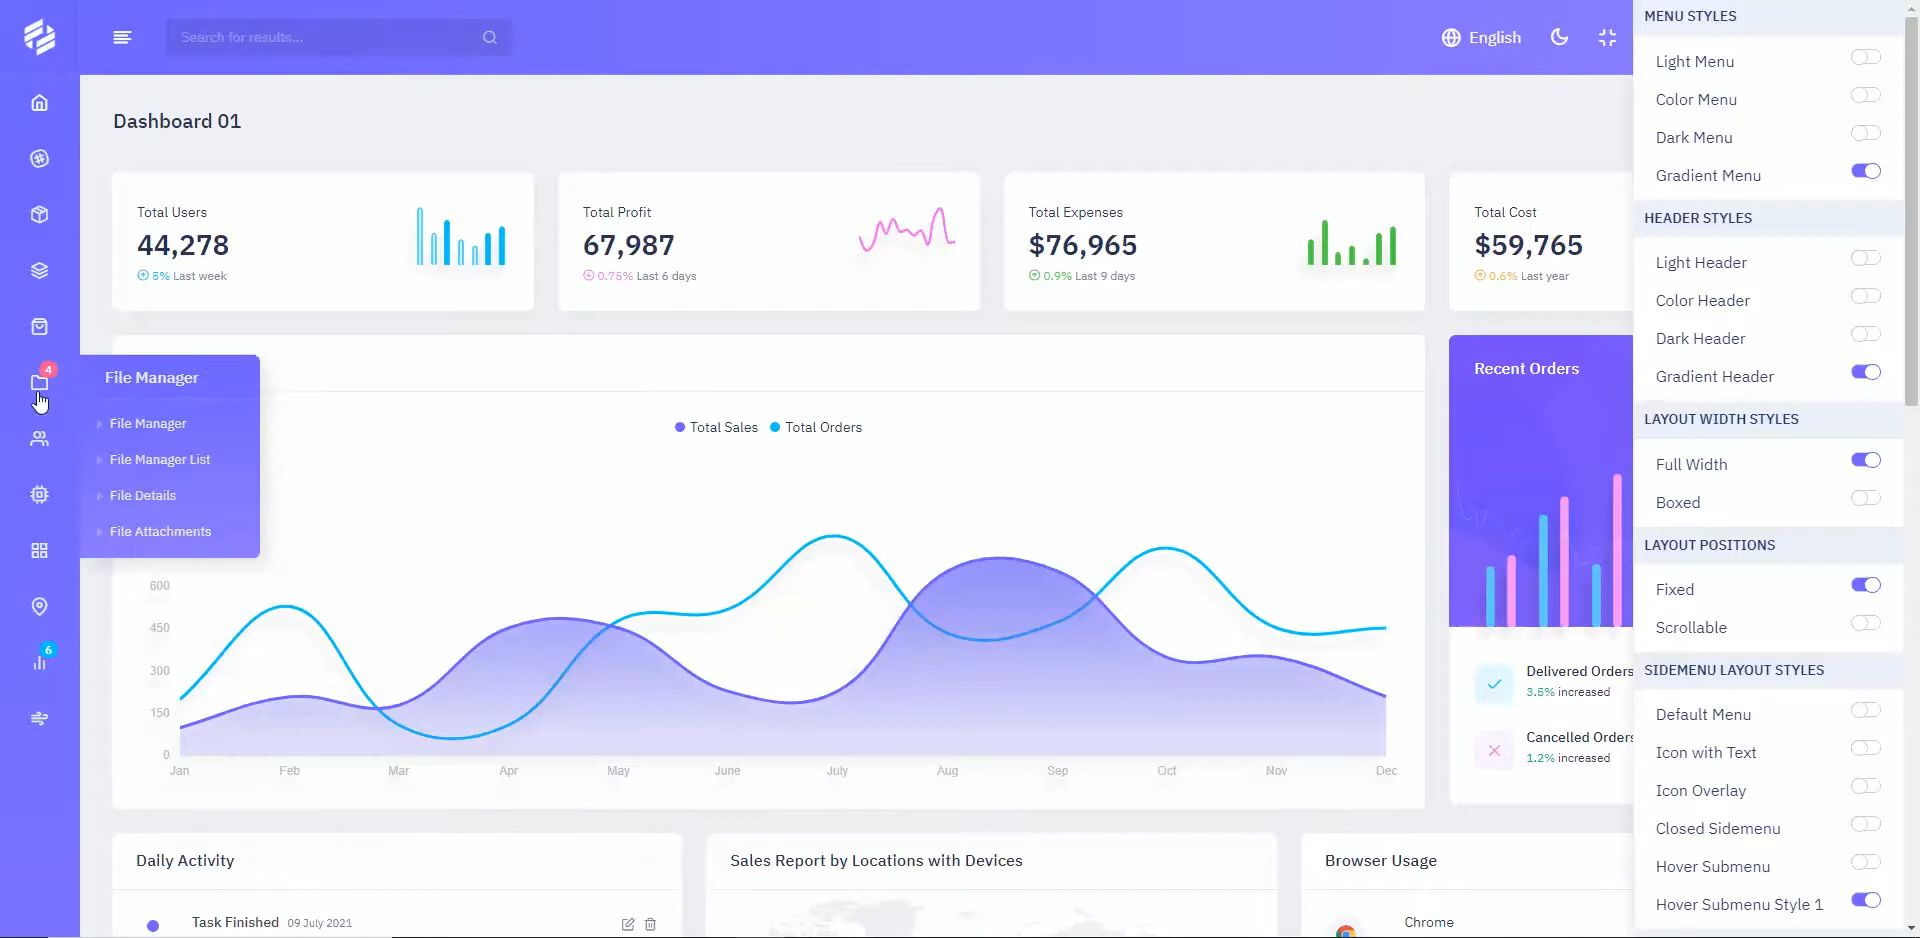 Search for results...
English
Dashboard 01
Total Users
44,278
5% Last week
Total Profit
67,987
0.75% Last 6 days
Total Expenses
$76,965
0.9% Last 9 days
Total Cost
$59,765
0.6% Last year
4
File Manager
File Manager
File Manager List
File Details
File Attachments
6
Total Sales
Total Orders
600
450
300
150
0
Jan
Feb
Mar
Apr
May
June
July
Aug
Sep
Oct
Nov
Dec
Recent Orders
Delivered Orders
3.5% increased
Cancelled Orders
1.2% increased
Daily Activity
Task Finished 09 July 2021
Sales Report by Locations with Devices
Browser Usage
Chrome
MENU STYLES
Light Menu
Color Menu
Dark Menu
Gradient Menu
HEADER STYLES
Light Header
Color Header
Dark Header
Gradient Header
LAYOUT WIDTH STYLES
Full Width
Boxed
LAYOUT POSITIONS
Fixed
Scrollable
SIDEMENU LAYOUT STYLES
Default Menu
Icon with Text
Icon Overlay
Closed Sidemenu
Hover Submenu
Hover Submenu Style 1